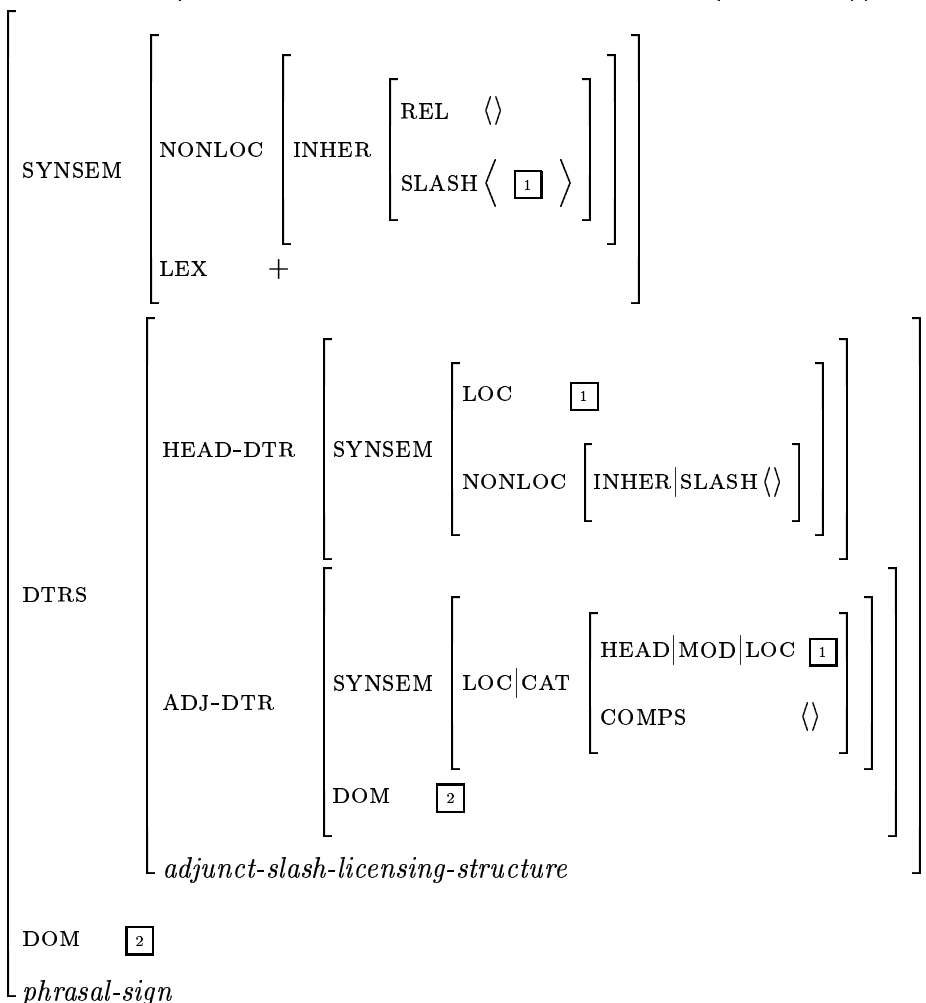 REL ⟨⟩
NONLOC INHER
SYNSEM SLASH ⟨ 1 ⟩
LEX +
LOC 1
HEAD-DTR SYNSEM
NONLOC INHER|SLASH ⟨⟩
DTRS
HEAD|MOD|LOC 1
SYNSEM LOC|CAT
ADJ-DTR COMPS ⟨⟩
DOM 2
adjunct-slash-licensing-structure
DOM 2
phrasal-sign